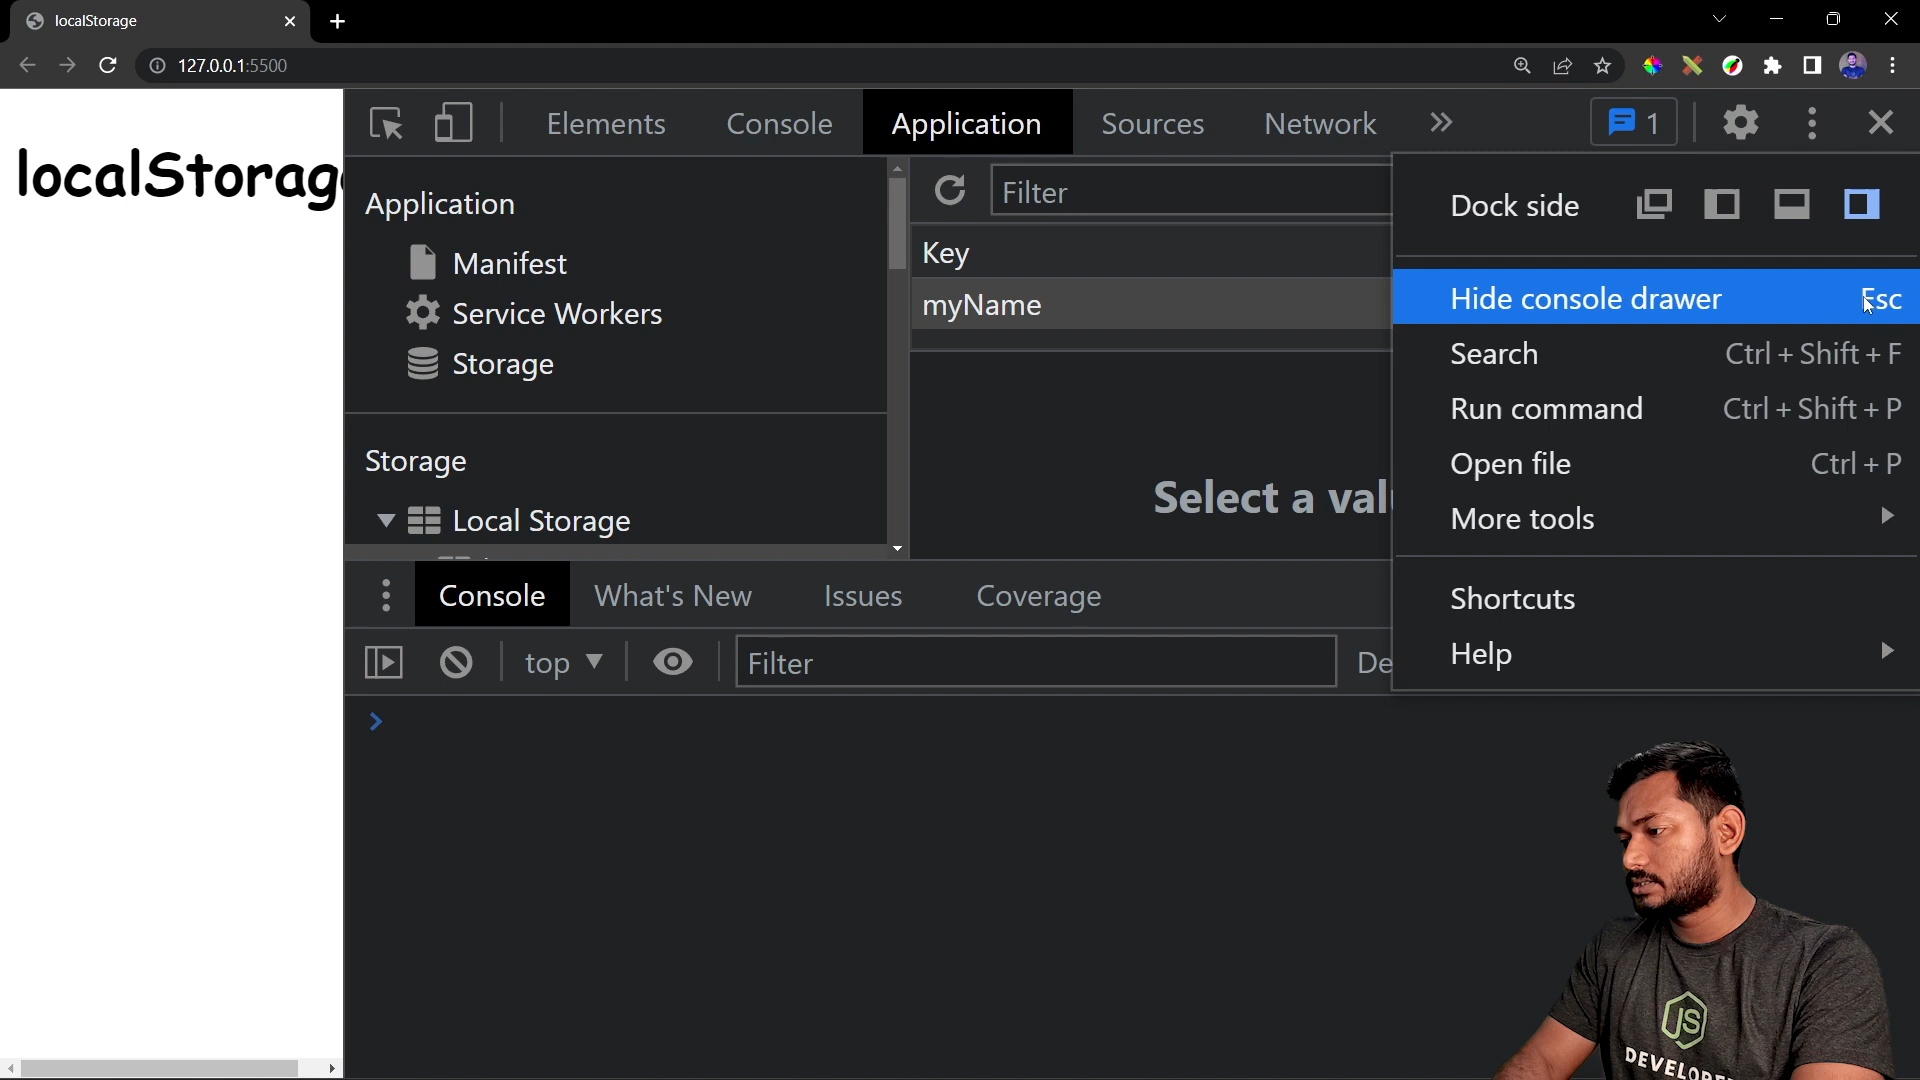 localStorage
127.0.0.1:5500
localStorag
Elements
Console
Application
Sources
Network
1
Application
Manifest
Service Workers
Storage
Storage
Local Storage
Filter
Key
myName
Select a val
Dock side
Hide console drawer Esc
Search Ctrl + Shift + F
Run command Ctrl + Shift + P
Open file Ctrl + P
More tools
Shortcuts
Help
Console
What's New
Issues
Coverage
top
Filter
De
JS
DEVELOPE